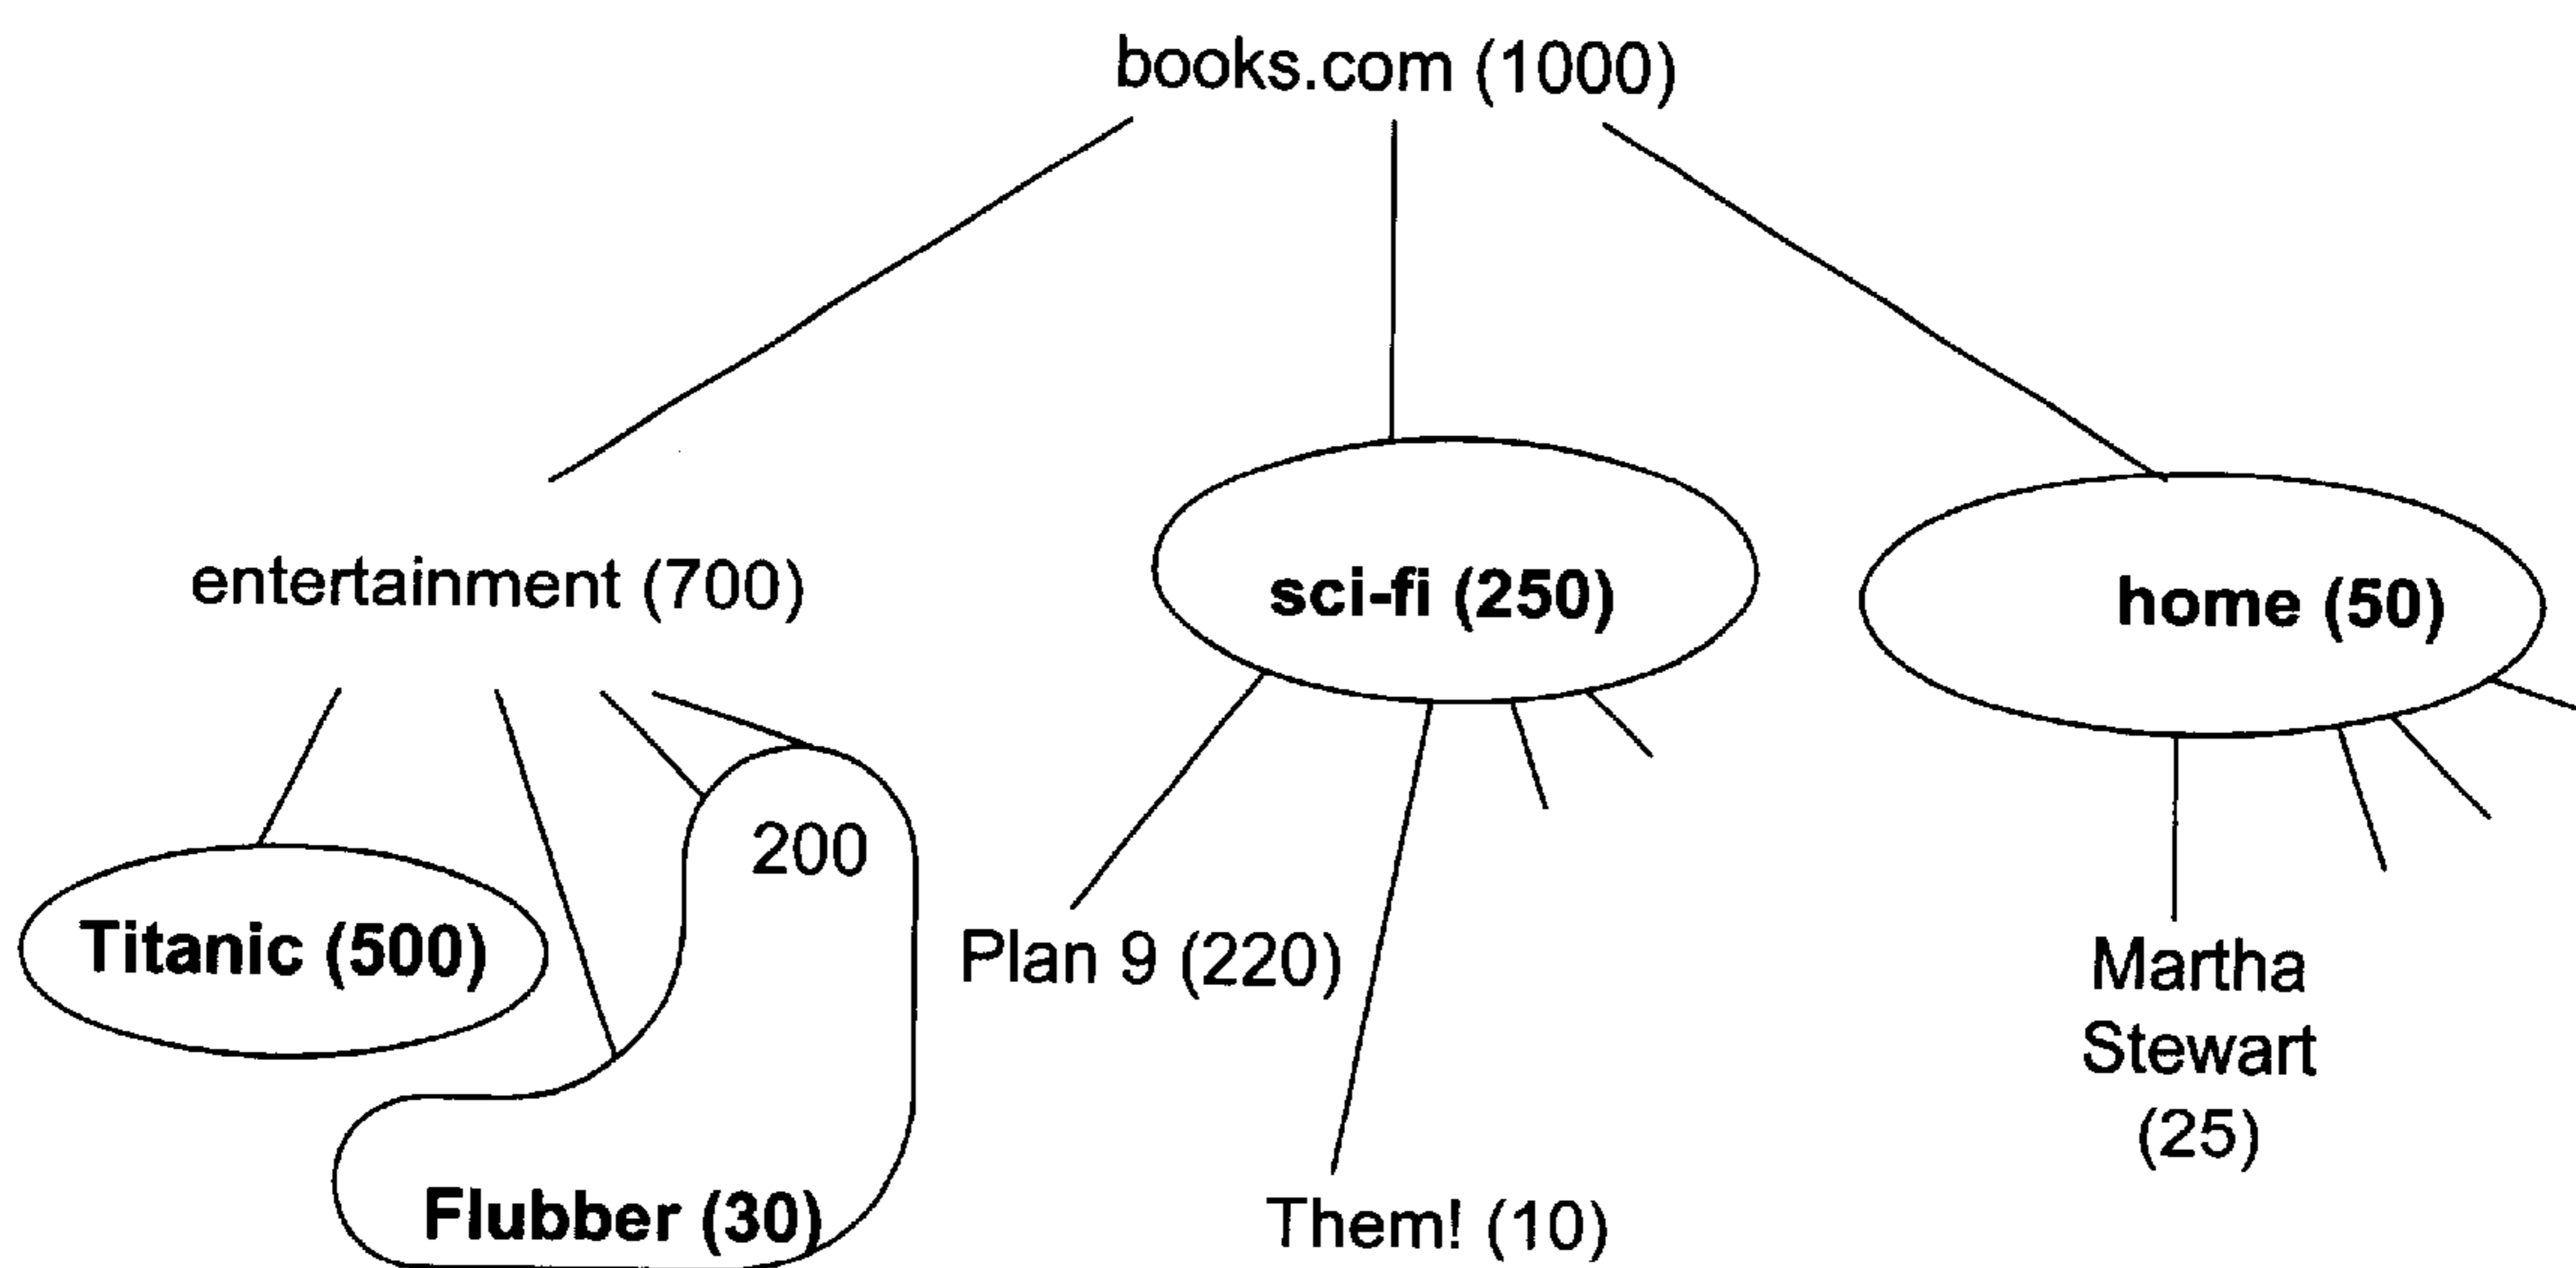 books.com (1000)
entertainment (700)
sci-fi (250)
home (50)
200
Titanic (500)
Plan 9 (220)
Martha
Stewart
(25)
Flubber (30)
Them! (10)